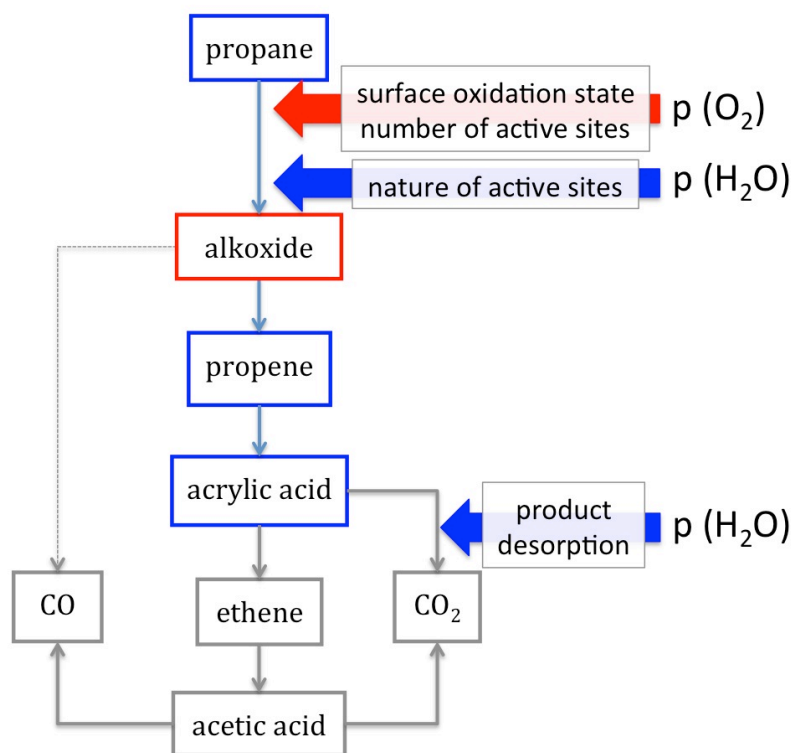 propane
surface oxidation state
number of active sites
p (O₂)
nature of active sites
p (H₂O)
alkoxide
propene
acrylic acid
product
desorption
p (H₂O)
CO
ethene
CO₂
acetic acid